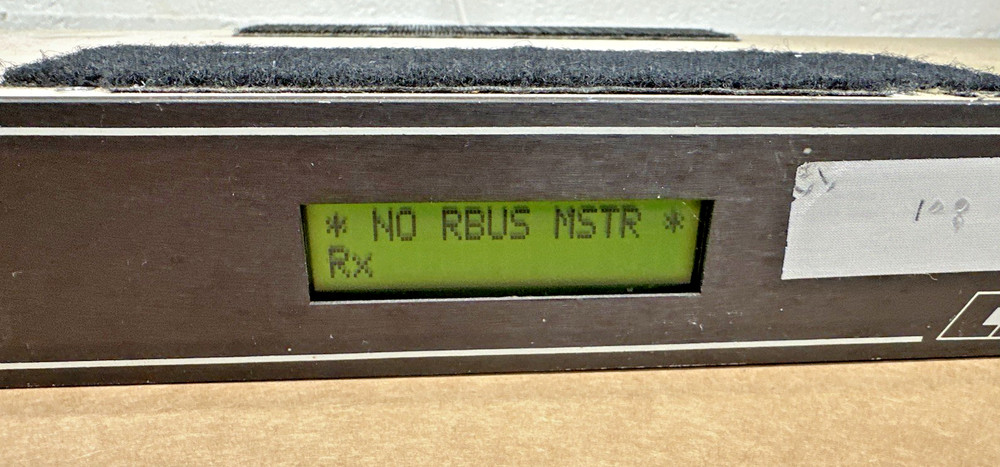 * NO RBUS MSTR *
Rx